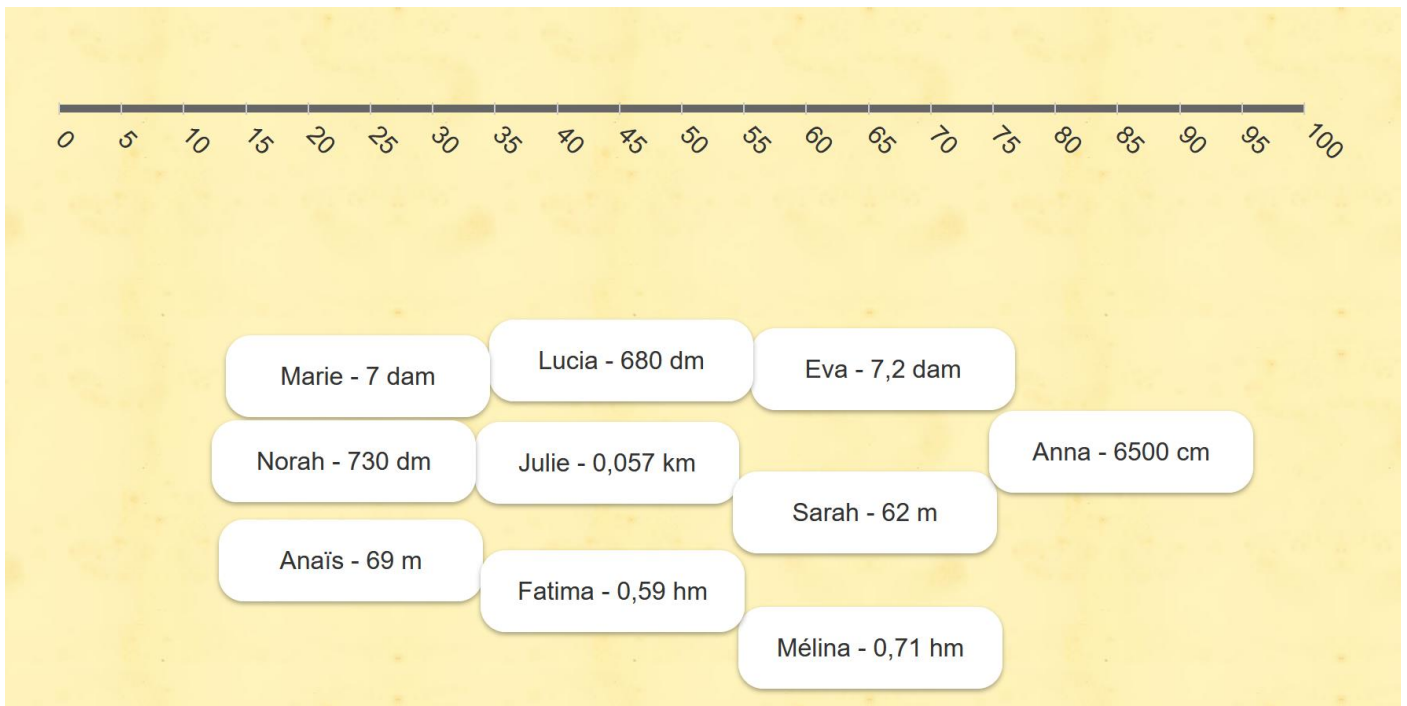 0 5 10 15 20 25 30 35 40 45 50 55 60 65 70 75 80 85 90 95 100
Marie - 7 dam
Lucia - 680 dm
Eva - 7,2 dam
Norah - 730 dm
Julie - 0,057 km
Anna - 6500 cm
Sarah - 62 m
Anaïs - 69 m
Fatima - 0,59 hm
Mélina - 0,71 hm